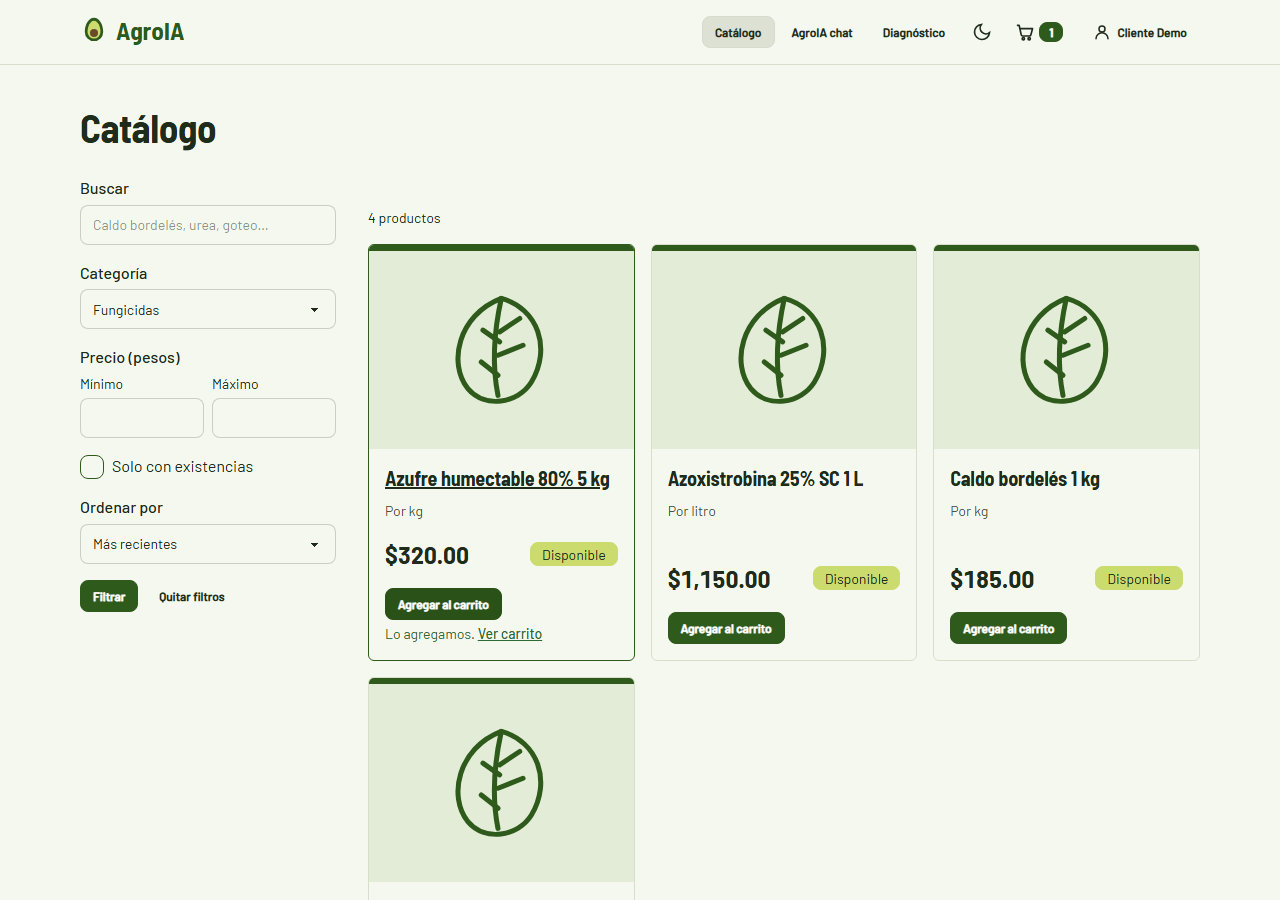 AgroIA
Catálogo
AgroIA chat
Diagnóstico
1
Cliente Demo
Catálogo
Buscar
Caldo bordelés, urea, goteo...
Categoría
Fungicidas
Precio (pesos)
Mínimo
Máximo
Solo con existencias
Ordenar por
Más recientes
Filtrar
Quitar filtros
4 productos
Azufre humectable 80% 5 kg
Por kg
$320.00
Disponible
Agregar al carrito
Lo agregamos. Ver carrito
Azoxistrobina 25% SC 1 L
Por litro
$1,150.00
Disponible
Agregar al carrito
Caldo bordelés 1 kg
Por kg
$185.00
Disponible
Agregar al carrito